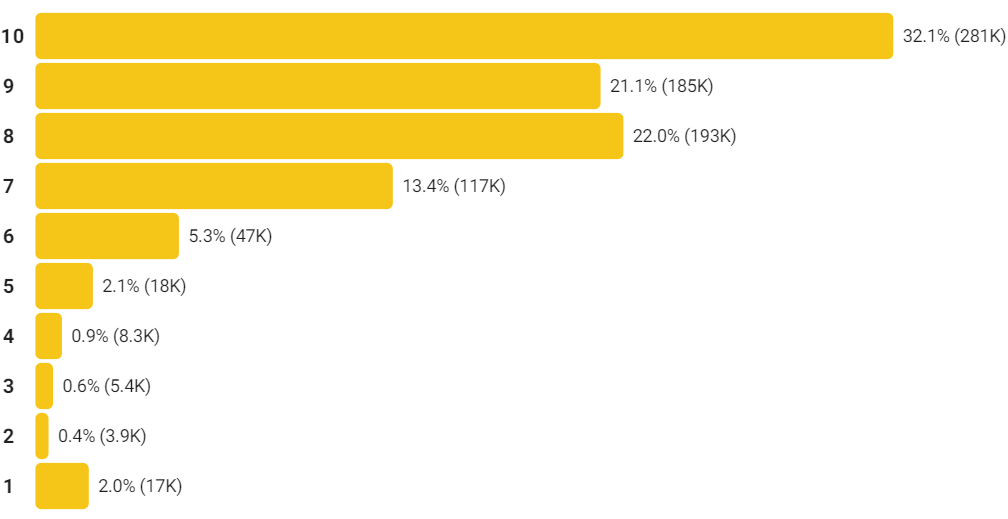 10 32.1% (281K)
9 21.1% (185K)
8 22.0% (193K)
7 13.4% (117K)
6 5.3% (47K)
5 2.1% (18K)
4 0.9% (8.3K)
3 0.6% (5.4K)
2 0.4% (3.9K)
1 2.0% (17K)